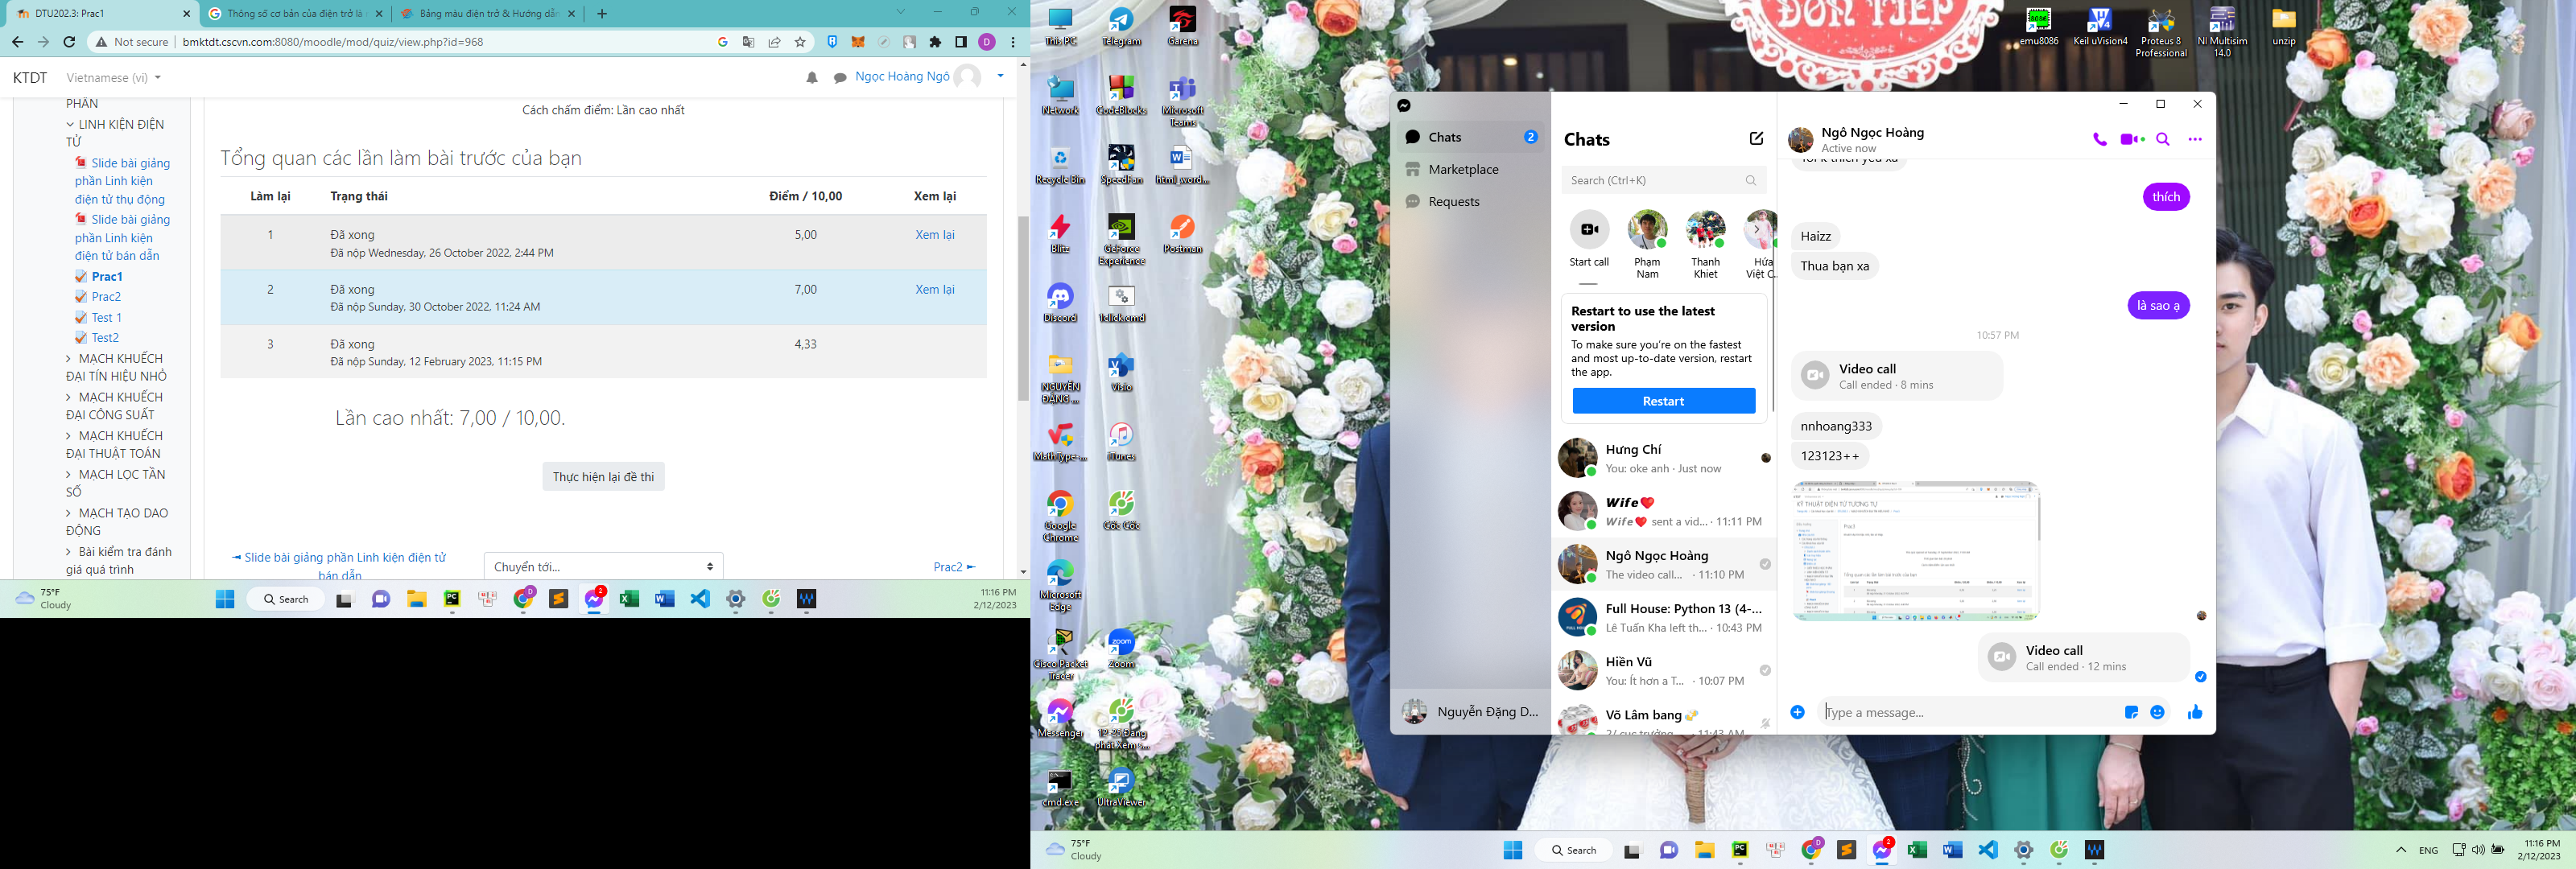 DTU202.3: Prac1
Thông số cơ bản của điện trở là
Bảng màu điện trở & Hướng dẫn
Not secure
bmktdt.cscvn.com:8080/moodle/mod/quiz/view.php?id=968
KTDT
Vietnamese (vi)
Ngọc Hoàng Ngô
PHÂN
LINH KIỆN ĐIỆN
TỬ
Slide bài giảng
phần Linh kiện
điện tử thụ động
Slide bài giảng
phần Linh kiện
điện tử bán dẫn
Prac1
Prac2
Test 1
Test2
MẠCH KHUẾCH
ĐẠI TÍN HIỆU NHỎ
MẠCH KHUẾCH
ĐẠI CÔNG SUẤT
MẠCH KHUẾCH
ĐẠI THUẬT TOÁN
MẠCH LỌC TẦN
SỐ
MẠCH TẠO DAO
ĐỘNG
Bài kiểm tra đánh
giá quá trình
Cách chấm điểm: Lần cao nhất
Tổng quan các lần làm bài trước của bạn
Làm lại Trạng thái Điểm / 10,00 Xem lại
1 Đã xong 5,00 Xem lại
Đã nộp Wednesday, 26 October 2022, 2:44 PM
2 Đã xong 7,00 Xem lại
Đã nộp Sunday, 30 October 2022, 11:24 AM
3 Đã xong 4,33
Đã nộp Sunday, 12 February 2023, 11:15 PM
Lần cao nhất: 7,00 / 10,00.
Thực hiện lại đề thi
Slide bài giảng phần Linh kiện điện tử
bán dẫn
Chuyển tới...
Prac2
75°F
Cloudy
Search
11:16 PM
2/12/2023
ĐÓN TIẾP
This PC
Telegram
Garena
Network
CodeBlocks
Microsoft
Teams
Recycle Bin
SpeedFan
html_word...
Blitz
GeForce
Experience
Postman
Discord
1click.cmd
NGUYỄN
ĐẶNG ...
Visio
MathType-...
iTunes
Google
Chrome
Cốc Cốc
Microsoft
Edge
Cisco Packet
Tracer
Zoom
Messenger
cmd.exe
UltraViewer
emu8086
Keil uVision4
Proteus 8
Professional
NI Multisim
14.0
unzip
Chats
2
Marketplace
Requests
Nguyễn Đặng D...
Chats
Search (Ctrl+K)
Start call
Phạm
Nam
Thanh
Khiet
Hứa
Việt C...
Restart to use the latest
version
To make sure you're on the fastest
and most up-to-date version, restart
the app.
Restart
Hưng Chí
You: oke anh · Just now
Wife
Wife sent a vid... · 11:11 PM
Ngô Ngọc Hoàng
The video call... · 11:10 PM
Full House: Python 13 (4-...
Lê Tuấn Kha left th... · 10:43 PM
Hiền Vũ
You: Ít hơn a T... · 10:07 PM
Võ Lâm bang
2/ cục trưởng... · 11:43 AM
Ngô Ngọc Hoàng
Active now
thích
Haizz
Thua bạn xa
là sao ạ
10:57 PM
Video call
Call ended · 8 mins
nnhoang333
123123++
KỸ THUẬT ĐIỆN TỬ TƯƠNG TỰ
Video call
Call ended · 12 mins
Type a message...
75°F
Cloudy
Search
ENG
11:16 PM
2/12/2023